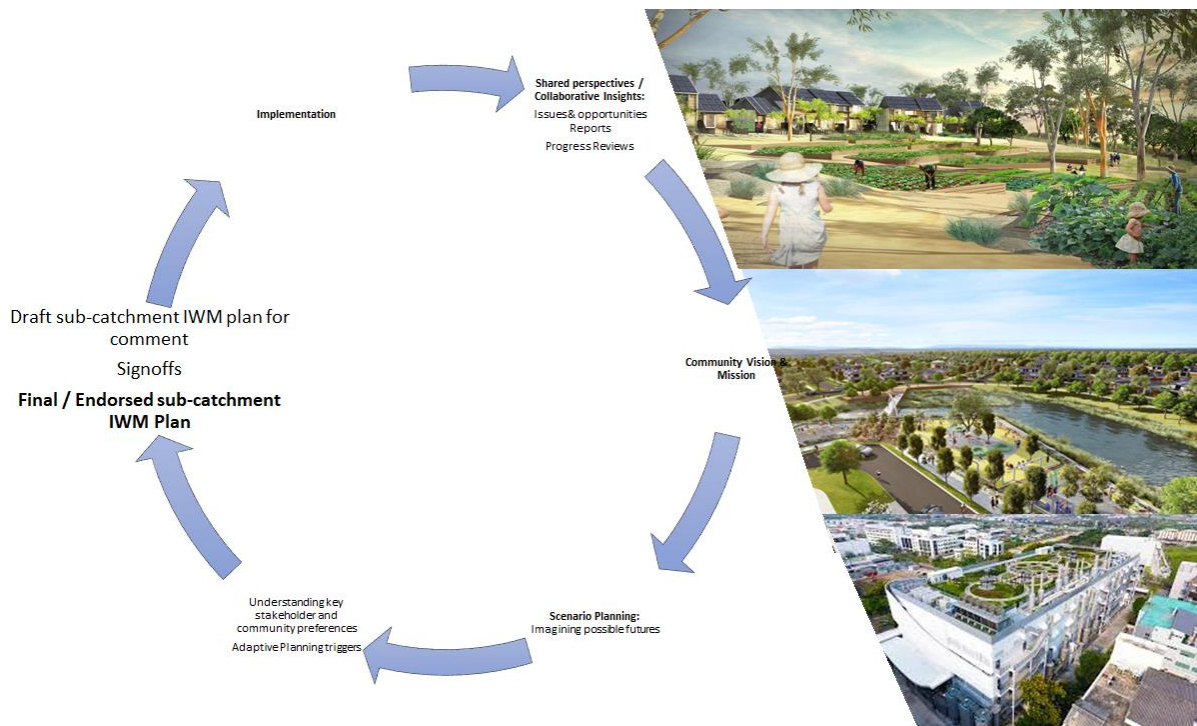 Implementation
Shared perspectives /
Collaborative Insights:
Issues& opportunities
Reports
Progress Reviews
Community Vision &
Mission
Scenario Planning:
Imagining possible futures
Understanding key
stakeholder and
community preferences
Adaptive Planning triggers
Draft sub-catchment IWM plan for
comment
Signoffs
Final / Endorsed sub-catchment
IWM Plan